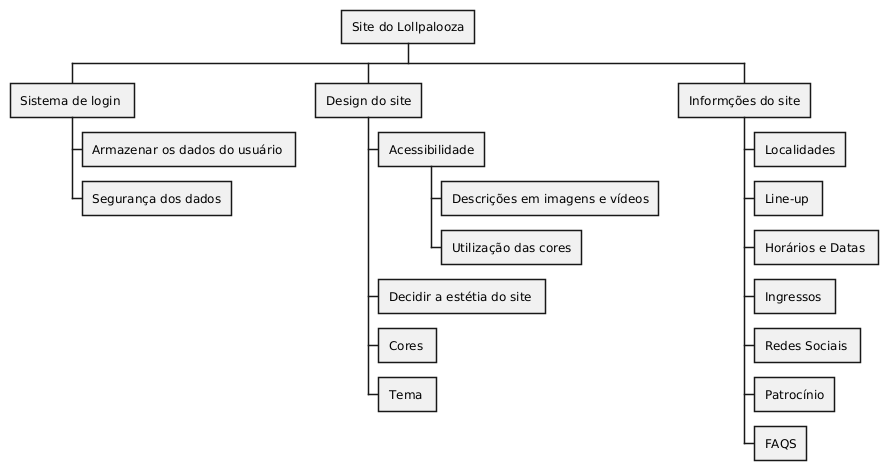 Site do Lollpalooza
Sistema de login
Armazenar os dados do usuário
Segurança dos dados
Design do site
Acessibilidade
Descrições em imagens e vídeos
Utilização das cores
Decidir a estétia do site
Cores
Tema
Informções do site
Localidades
Line-up
Horários e Datas
Ingressos
Redes Sociais
Patrocínio
FAQS